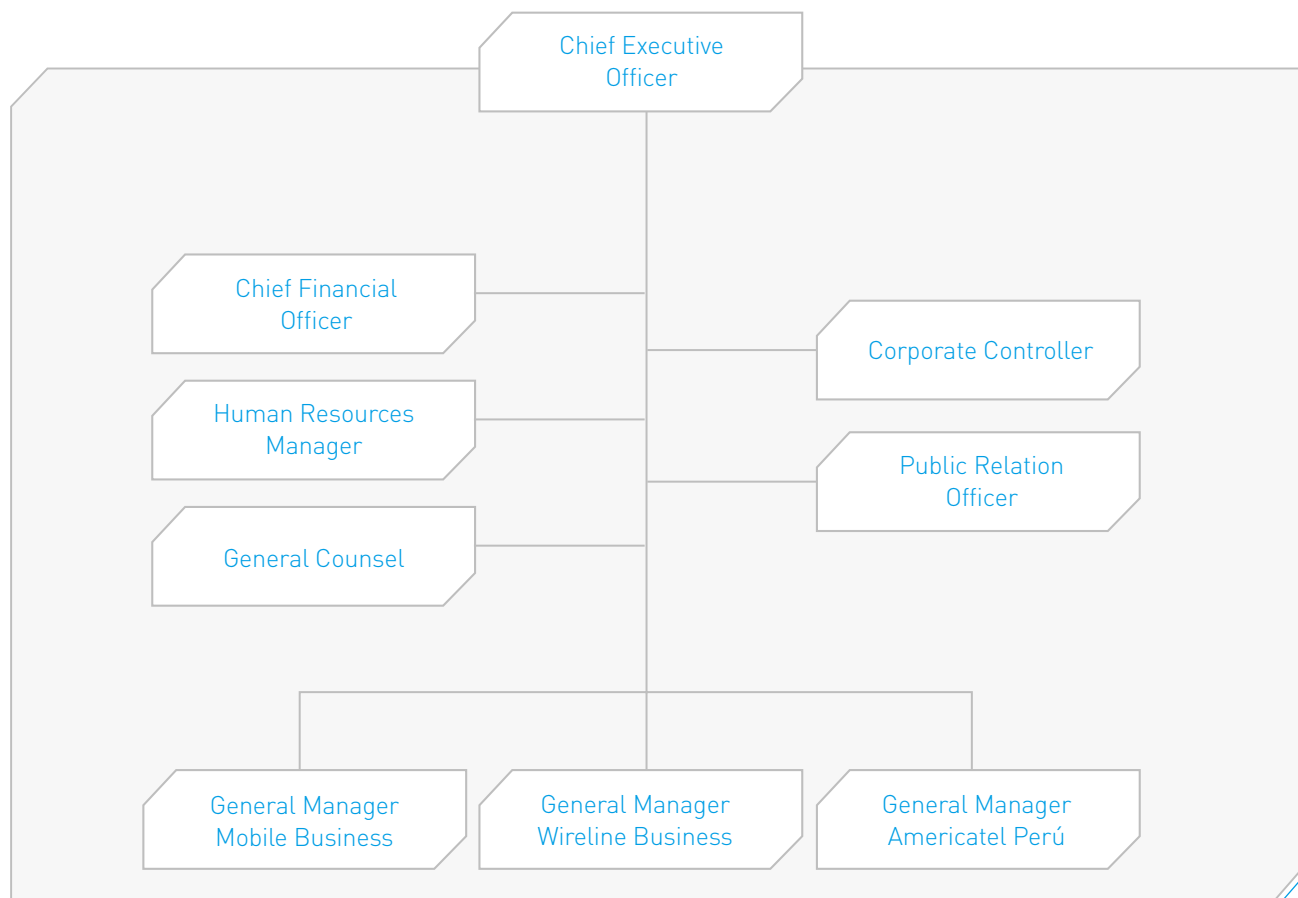 Chief Executive
Officer
Chief Financial
Officer
Corporate Controller
Human Resources
Manager
Public Relation
Officer
General Counsel
General Manager
Mobile Business
General Manager
Wireline Business
General Manager
Americatel Perú